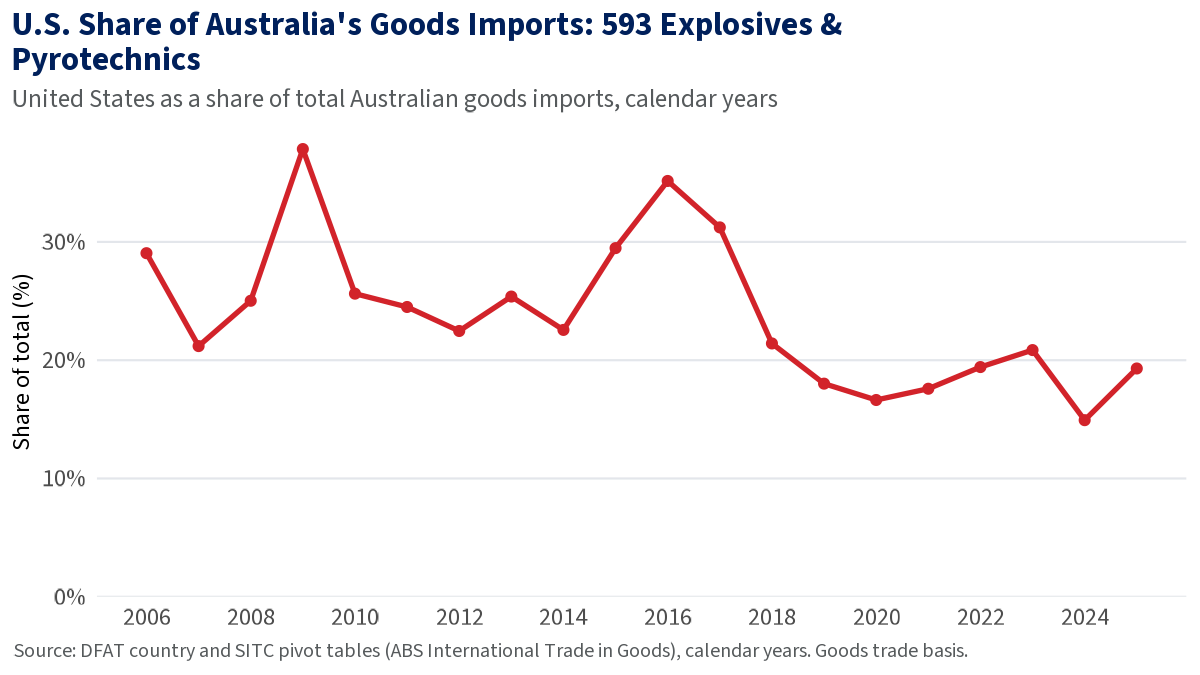 U.S. Share of Australia's Goods Imports: 593 Explosives &
Pyrotechnics
United States as a share of total Australian goods imports, calendar years
Share of total (%)
30%
20%
10%
0%
2006 2008 2010 2012 2014 2016 2018 2020 2022 2024
Source: DFAT country and SITC pivot tables (ABS International Trade in Goods), calendar years. Goods trade basis.